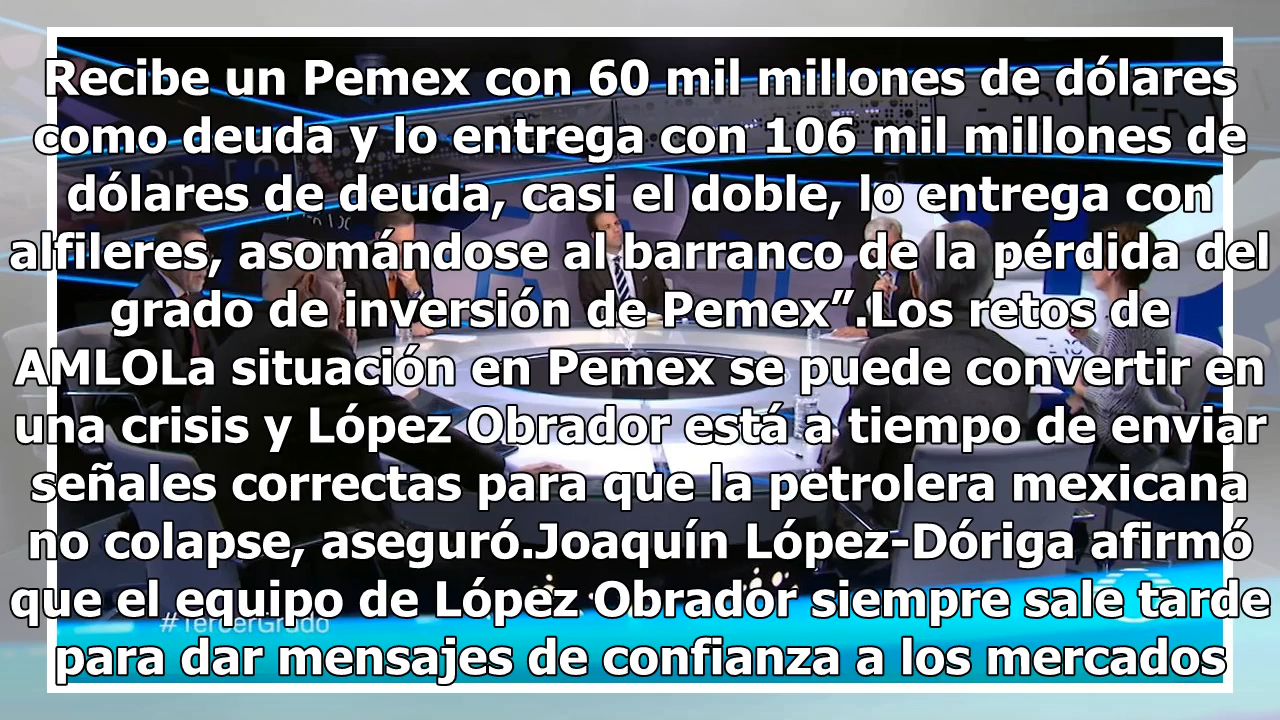 Recibe un Pemex con 60 mil millones de dólares
como deuda y lo entrega con 106 mil millones de
dólares de deuda, casi el doble, lo entrega con
alfileres, asomándose al barranco de la pérdida del
grado de inversión de Pemex”.Los retos de
AMLOLa situación en Pemex se puede convertir en
una crisis y López Obrador está a tiempo de enviar
señales correctas para que la petrolera mexicana
no colapse, aseguró.Joaquín López-Dóriga afirmó
que el equipo de López Obrador siempre sale tarde
#TercerGrado
para dar mensajes de confianza a los mercados